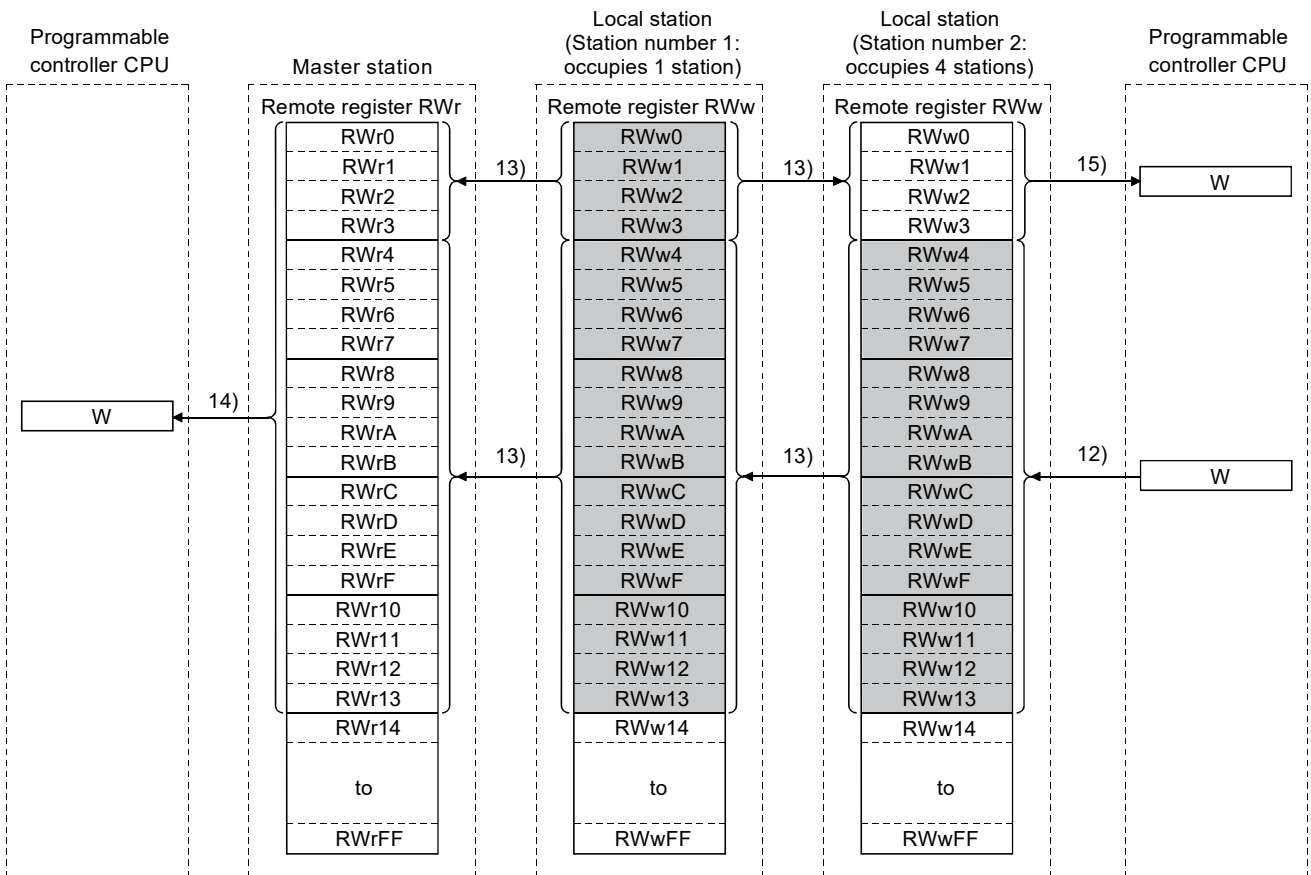 Programmable
controller CPU
Master station
Local station
(Station number 1:
occupies 1 station)
Local station
(Station number 2:
occupies 4 stations)
Programmable
controller CPU
Remote register RWr
RWr0
RWr1
RWr2
RWr3
RWr4
RWr5
RWr6
RWr7
RWr8
RWr9
RWrA
RWrB
RWrC
RWrD
RWrE
RWrF
RWr10
RWr11
RWr12
RWr13
RWr14
to
RWrFF
Remote register RWw
RWw0
RWw1
RWw2
RWw3
RWw4
RWw5
RWw6
RWw7
RWw8
RWw9
RWwA
RWwB
RWwC
RWwD
RWwE
RWwF
RWw10
RWw11
RWw12
RWw13
RWw14
to
RWwFF
Remote register RWw
RWw0
RWw1
RWw2
RWw3
RWw4
RWw5
RWw6
RWw7
RWw8
RWw9
RWwA
RWwB
RWwC
RWwD
RWwE
RWwF
RWw10
RWw11
RWw12
RWw13
RWw14
to
RWwFF
13)
13)
15)
W
W
14)
13)
13)
12)
W